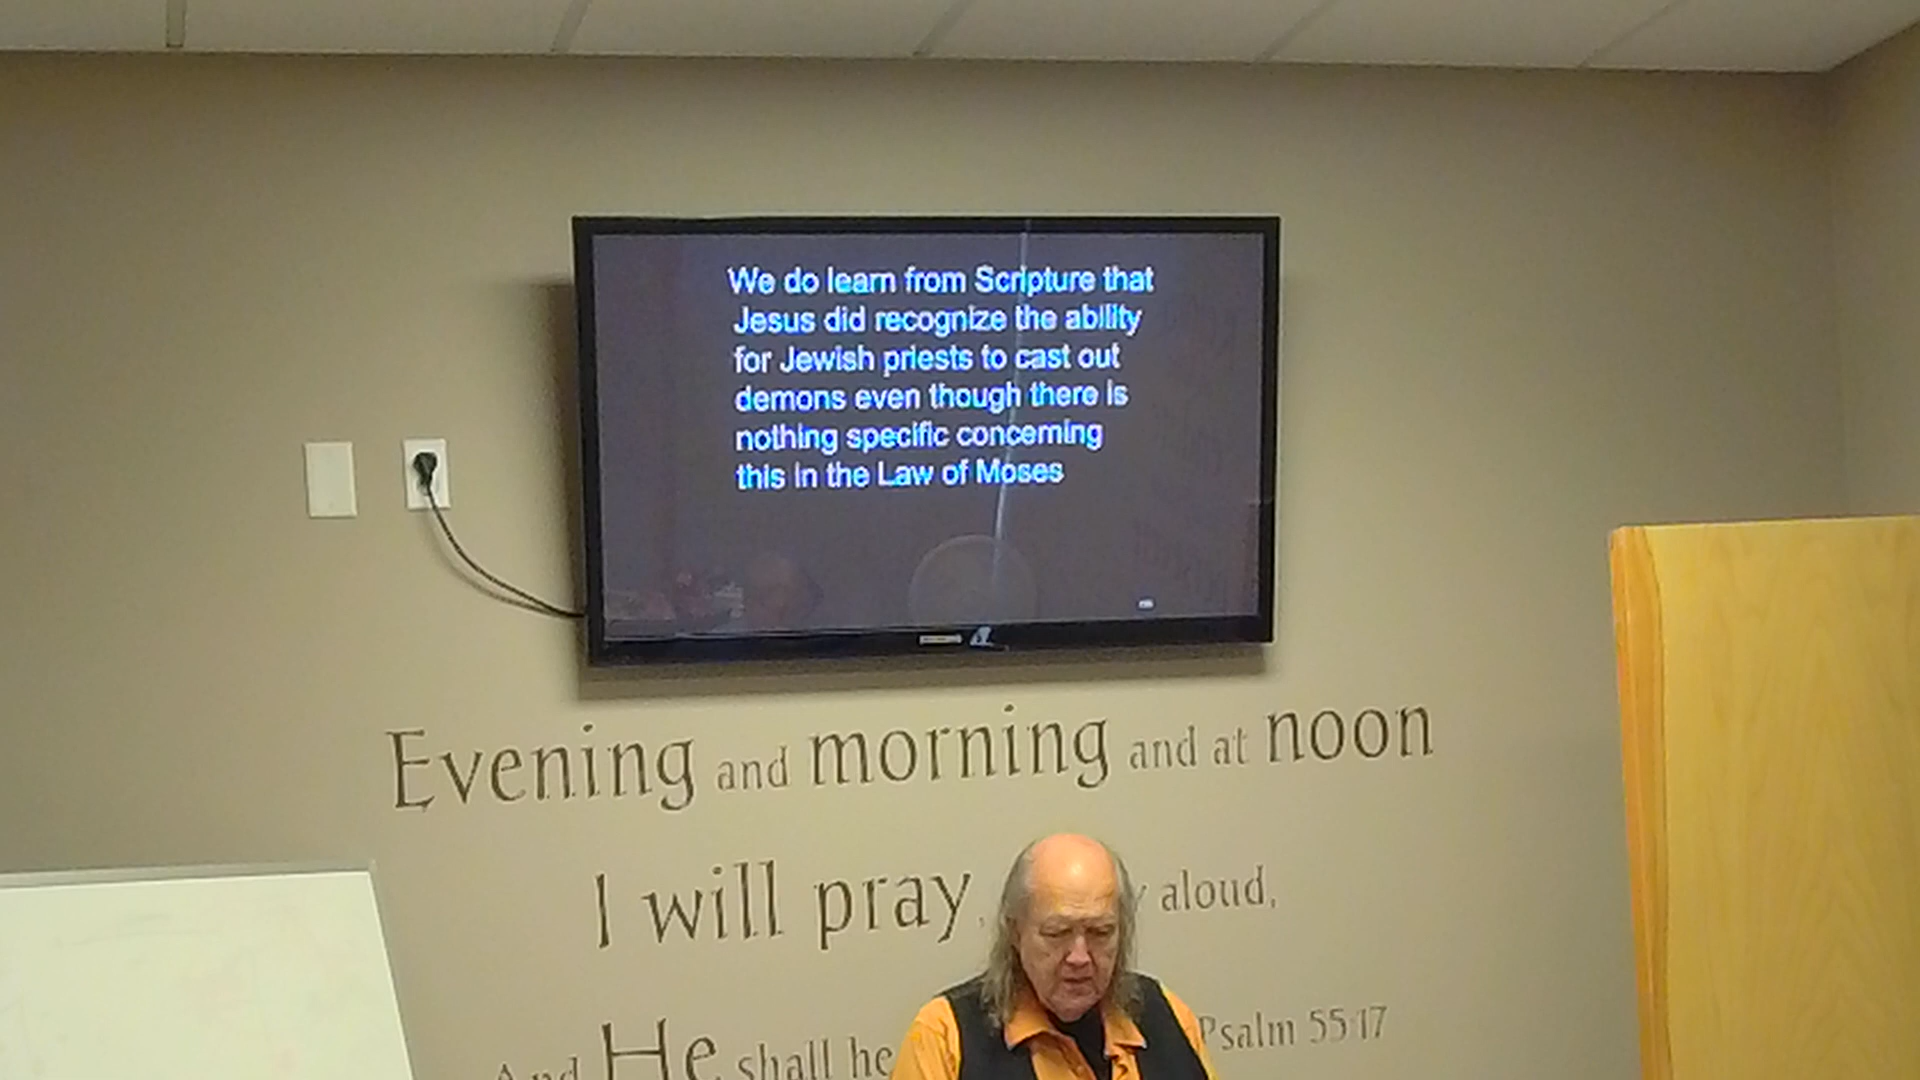 We do learn from Scripture that
Jesus did recognize the ability
for Jewish priests to cast out
demons even though there is
nothing specific concerning
this in the Law of Moses
Evening and morning and at noon
I will pray, aloud,
And He shall he Psalm 55:17